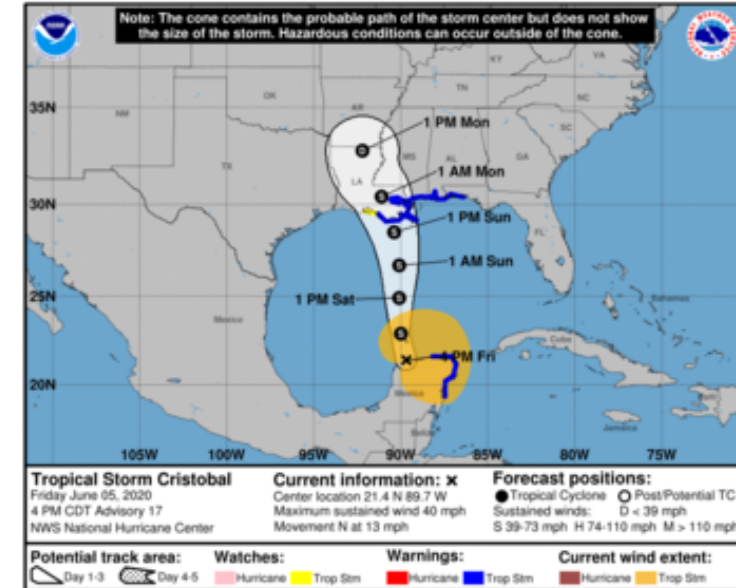 Note: The cone contains the probable path of the storm center but does not show
the size of the storm. Hazardous conditions can occur outside of the cone.
NOAA
KY
VA
OK
TN
NC
AR
35N
NM
1 PM Mon
SC
MS
AL
GA
TX
LA
1 AM Mon
30N
1 PM Sun
FL
1 AM Sun
25N
1 PM Sat
Mexico
Bahamas
4 PM Fri
Cuba
20N
Mexico
Jamaica
105W 100W 95W 90W 85W 80W 75W
Tropical Storm Cristobal
Friday June 05, 2020
4 PM CDT Advisory 17
NWS National Hurricane Center
Current information: ×
Center location 21.4 N 89.7 W
Maximum sustained wind 40 mph
Movement N at 13 mph
Forecast positions:
Tropical Cyclone Post/Potential TC
Sustained winds: D < 39 mph
S 39-73 mph H 74-110 mph M > 110 mph
Potential track area:
Day 1-3 Day 4-5
Watches:
Hurricane Trop Stm
Warnings:
Hurricane Trop Stm
Current wind extent:
Hurricane Trop Stm